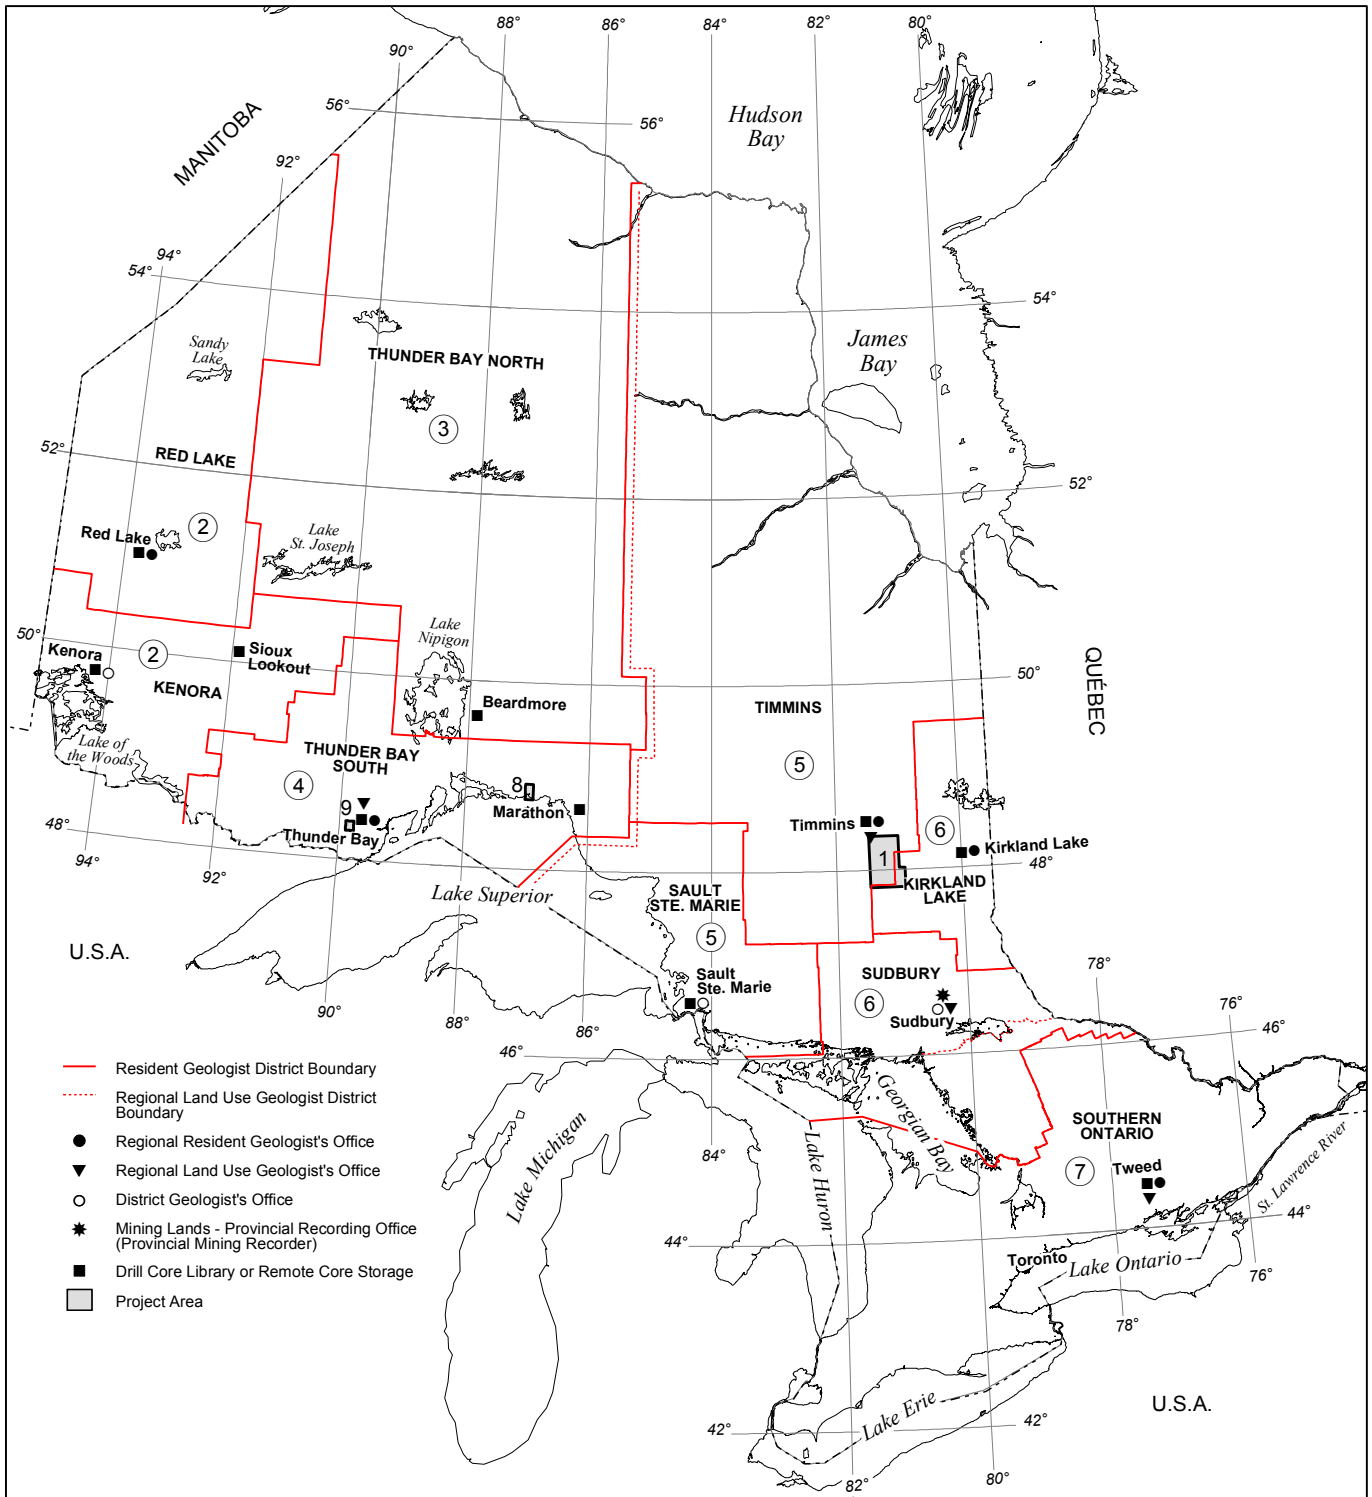 88°
86°
84°
82°
80°
90°
56°
56°
Hudson
Bay
MANITOBA
92°
94°
54°
54°
Sandy
Lake
THUNDER BAY NORTH
James
Bay
3
52°
RED LAKE
52°
2
Red Lake
Lake
St. Joseph
50°
Kenora
2
KENORA
Sioux
Lookout
Lake
Nipigon
50°
QUÉBEC
Beardmore
TIMMINS
Lake of
the Woods
THUNDER BAY
SOUTH
4
5
8
9
Marathon
Thunder Bay
Timmins
1
6
Kirkland Lake
48°
48°
94°
92°
KIRKLAND
LAKE
Lake Superior
SAULT
STE. MARIE
5
U.S.A.
Sault
Ste. Marie
SUDBURY
6
Sudbury
78°
76°
46°
90°
88°
86°
46°
Resident Geologist District Boundary
Regional Land Use Geologist District
Boundary
Regional Resident Geologist's Office
Regional Land Use Geologist's Office
District Geologist's Office
Mining Lands - Provincial Recording Office
(Provincial Mining Recorder)
Drill Core Library or Remote Core Storage
Project Area
Lake Michigan
84°
Lake Huron
Georgian Bay
SOUTHERN
ONTARIO
7
Tweed
St. Lawrence River
44°
44°
Toronto
Lake Ontario
76°
78°
Lake Erie
42°
42°
U.S.A.
82°
80°